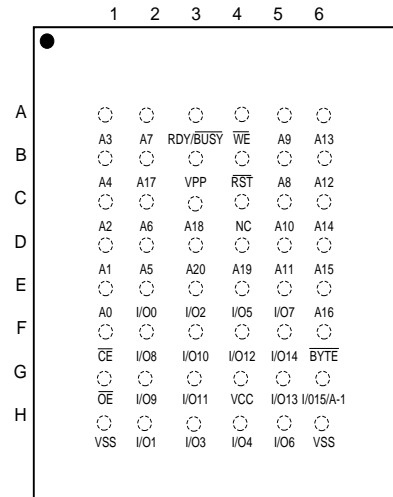 1 2 3 4 5 6
A
A3 A7 RDY/BUSY WE A9 A13
B
A4 A17 VPP RST A8 A12
C
A2 A6 A18 NC A10 A14
D
A1 A5 A20 A19 A11 A15
E
A0 I/O0 I/O2 I/O5 I/O7 A16
F
CE I/O8 I/O10 I/O12 I/O14 BYTE
G
OE I/O9 I/O11 VCC I/O13 I/015/A-1
H
VSS I/O1 I/O3 I/O4 I/O6 VSS